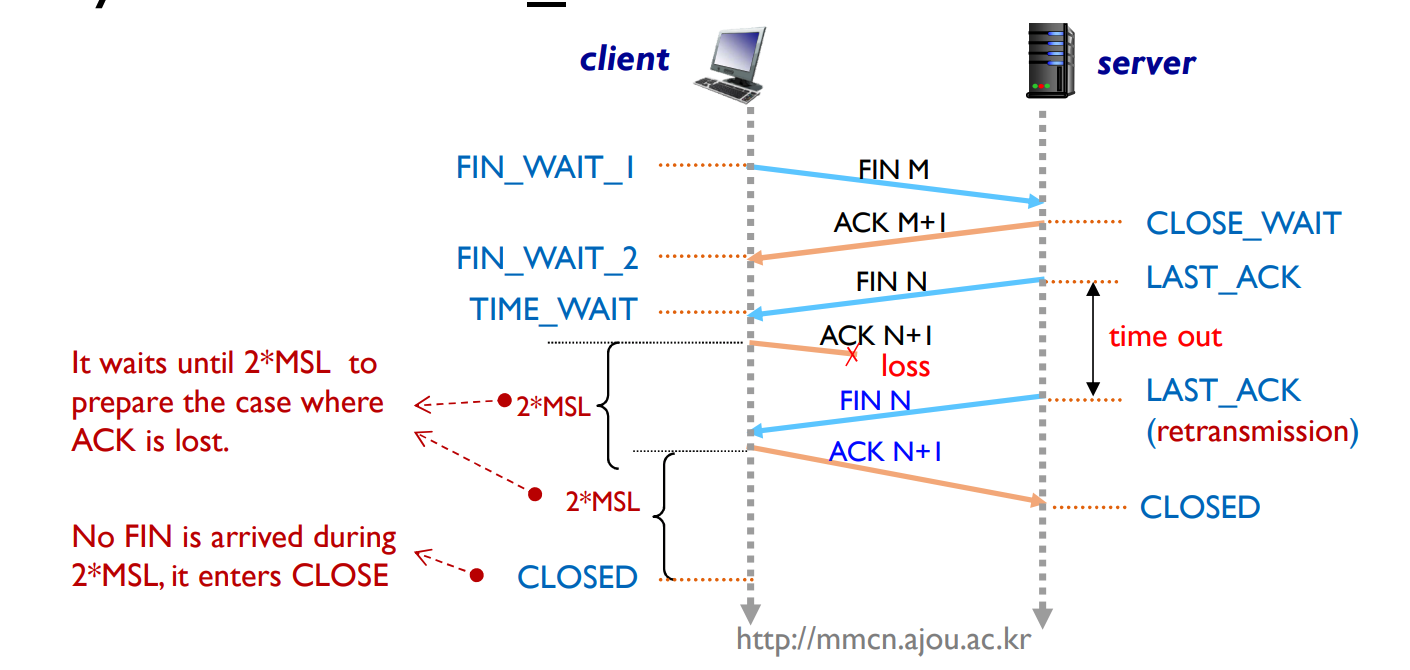 client
server
FIN_WAIT_1
FIN M
ACK M+1
CLOSE_WAIT
FIN_WAIT_2
FIN N
LAST_ACK
TIME_WAIT
ACK N+1
loss
time out
It waits until 2*MSL to
prepare the case where
ACK is lost.
2*MSL
FIN N
LAST_ACK
(retransmission)
ACK N+1
2*MSL
CLOSED
No FIN is arrived during
2*MSL, it enters CLOSE
CLOSED
http://mmcn.ajou.ac.kr